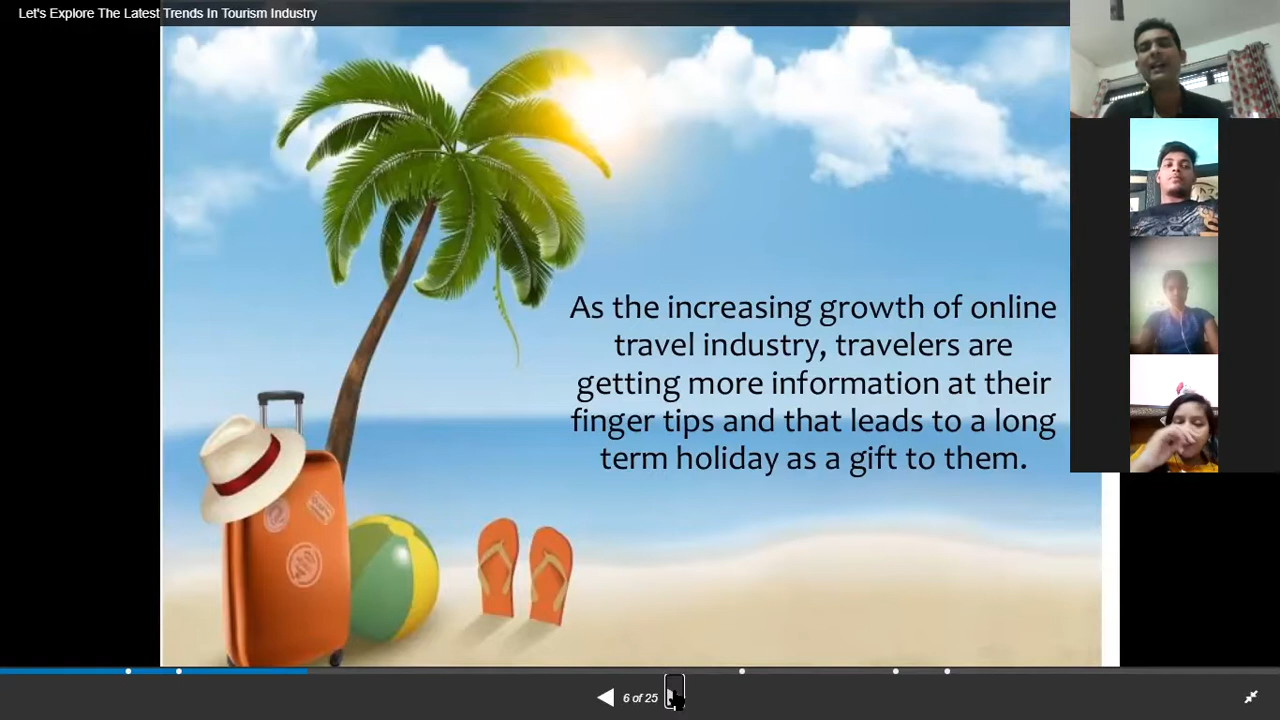 Let's Explore The Latest Trends In Tourism Industry
As the increasing growth of online
travel industry, travelers are
getting more information at their
finger tips and that leads to a long
term holiday as a gift to them.
6 of 25